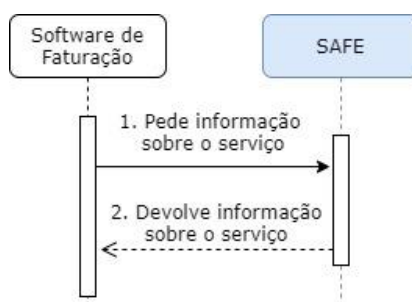 Software de
Faturação
SAFE
1. Pede informação
sobre o serviço
2. Devolve informação
sobre o serviço